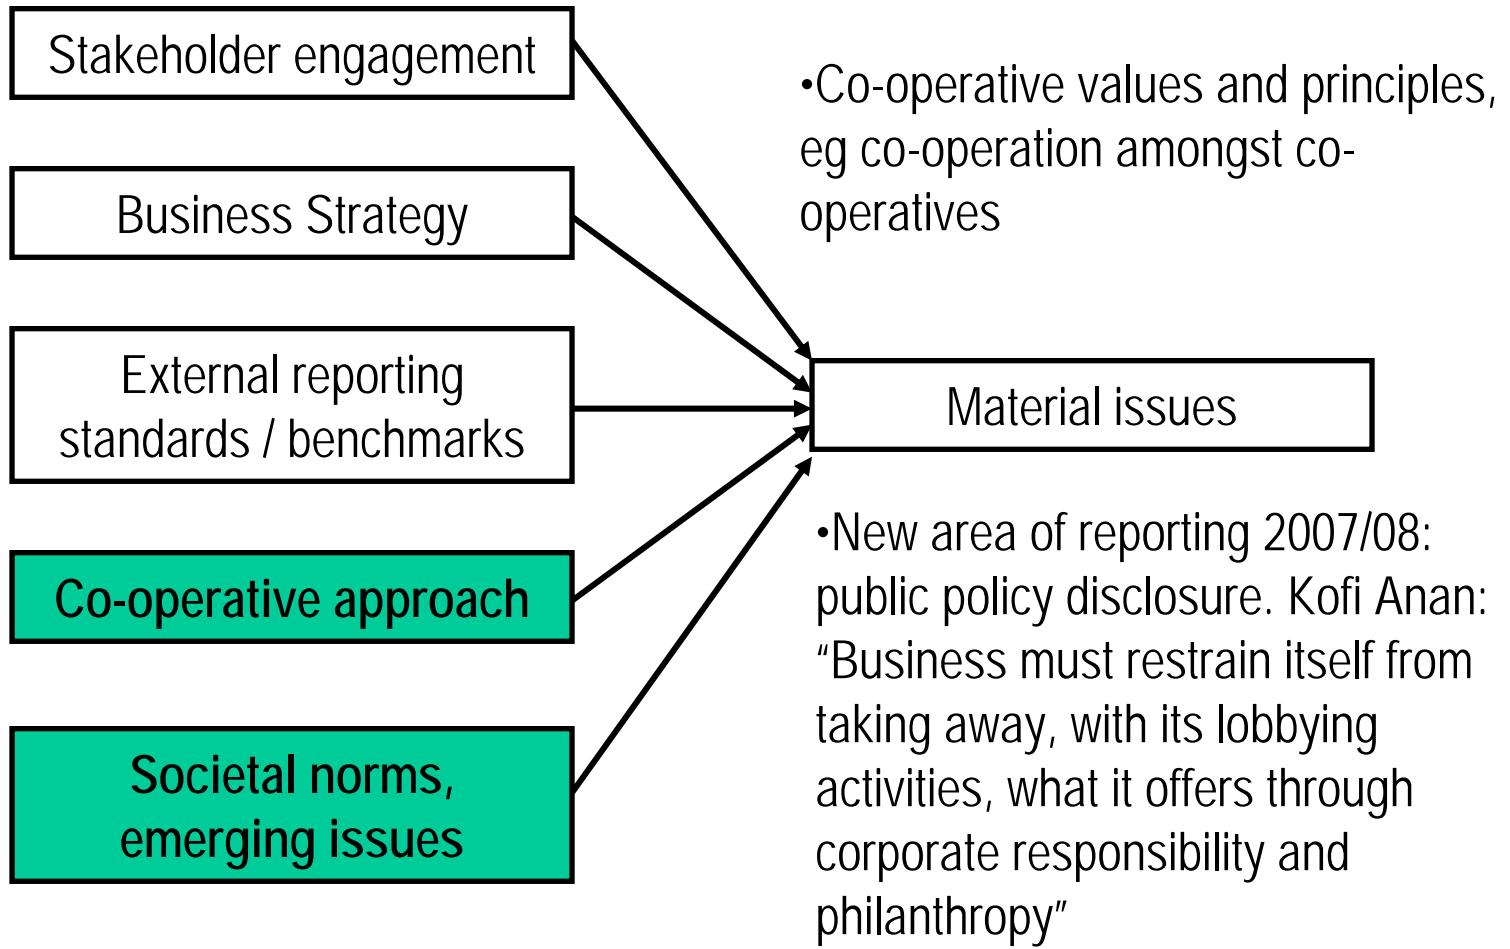 Stakeholder engagement
Business Strategy
External reporting
standards / benchmarks
Co-operative approach
Societal norms,
emerging issues
•Co-operative values and principles,
eg co-operation amongst co-
operatives
Material issues
•New area of reporting 2007/08:
public policy disclosure. Kofi Anan:
“Business must restrain itself from
taking away, with its lobbying
activities, what it offers through
corporate responsibility and
philanthropy”